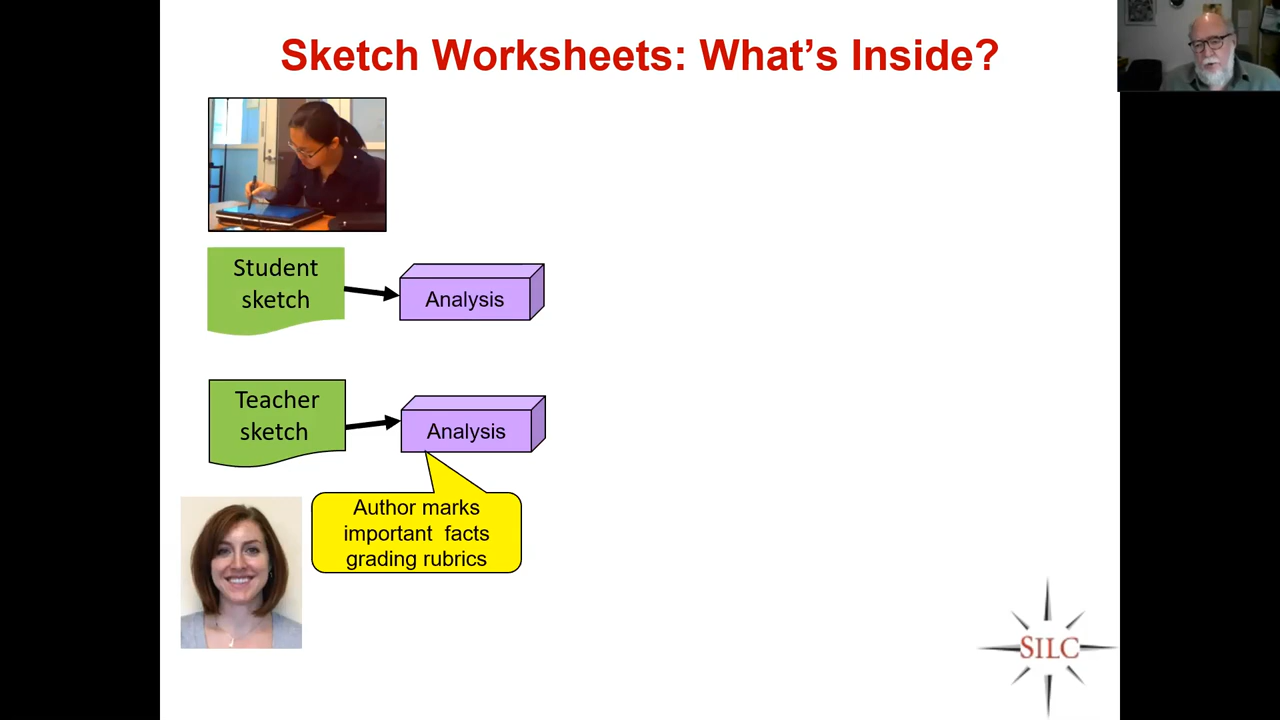 Sketch Worksheets: What's Inside?
Student
sketch
Analysis
Teacher
sketch
Analysis
Author marks
important facts
grading rubrics
SILC